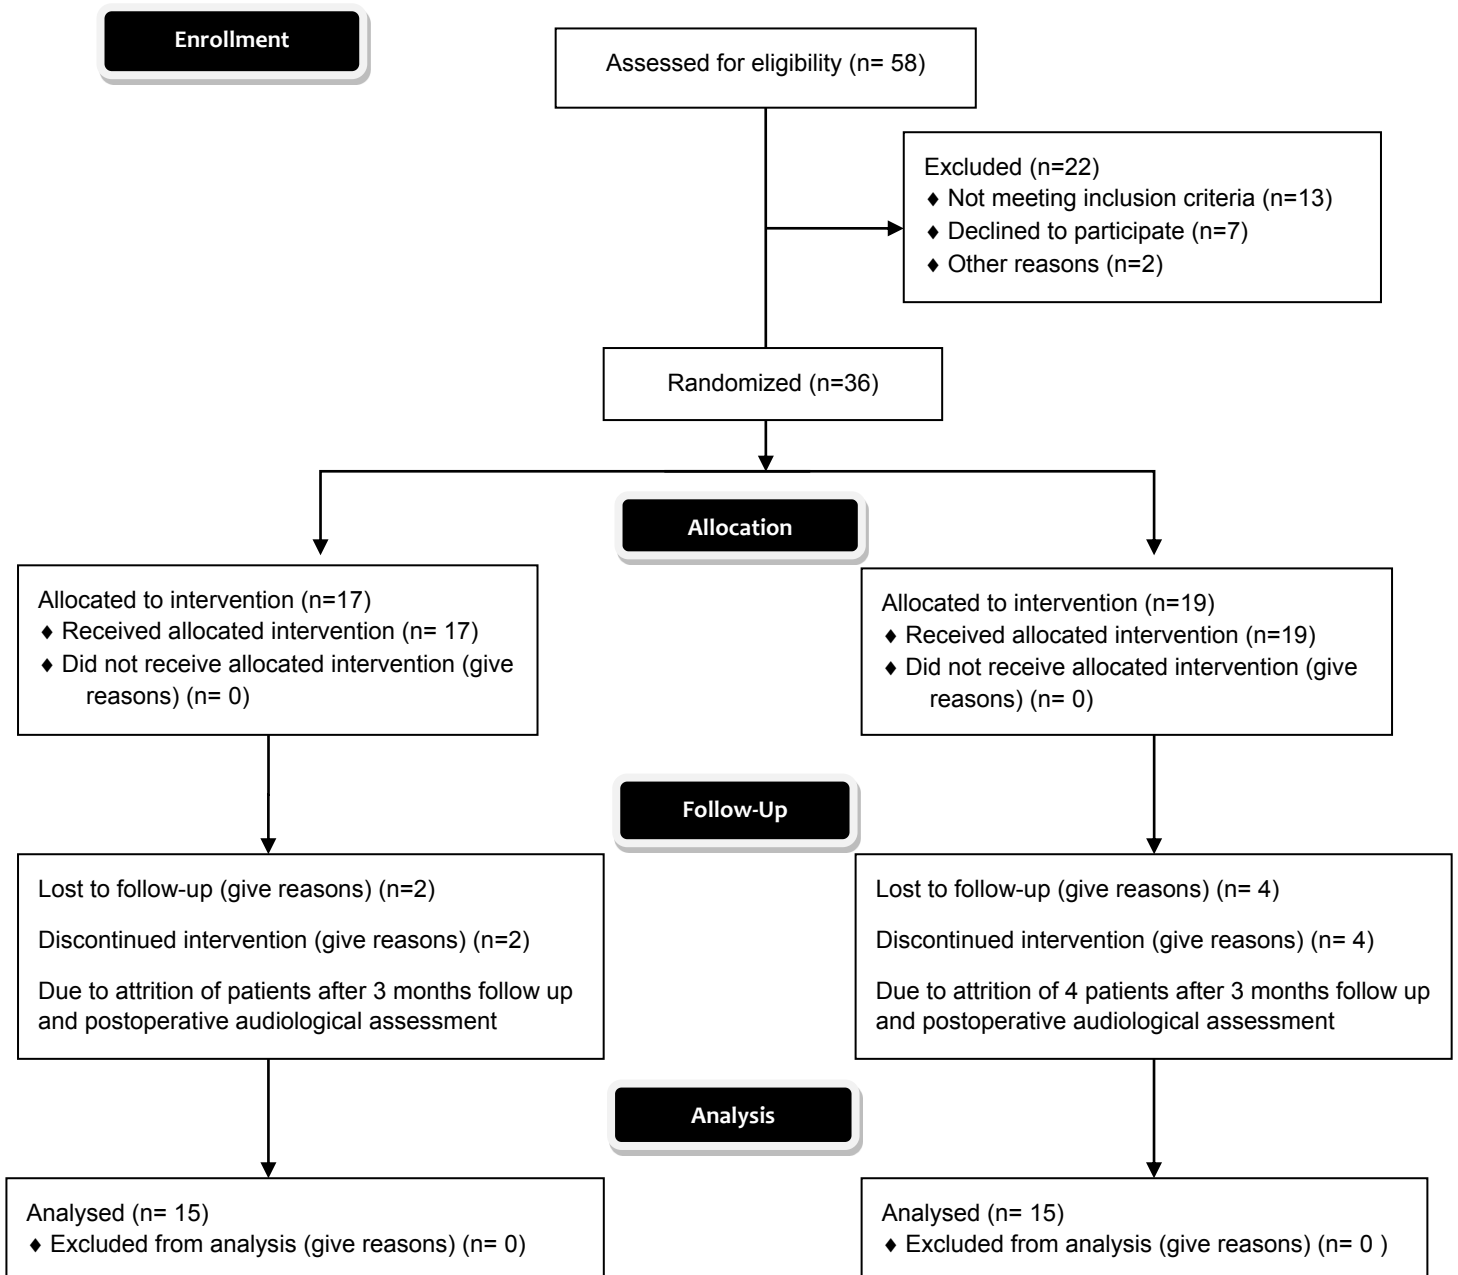 Enrollment
Assessed for eligibility (n= 58)
Excluded (n=22)
♦ Not meeting inclusion criteria (n=13)
♦ Declined to participate (n=7)
♦ Other reasons (n=2)
Randomized (n=36)
Allocation
Allocated to intervention (n=17)
♦ Received allocated intervention (n= 17)
♦ Did not receive allocated intervention (give
reasons) (n= 0)
Allocated to intervention (n=19)
♦ Received allocated intervention (n=19)
♦ Did not receive allocated intervention (give
reasons) (n= 0)
Follow-Up
Lost to follow-up (give reasons) (n=2)
Discontinued intervention (give reasons) (n=2)
Due to attrition of patients after 3 months follow up
and postoperative audiological assessment
Lost to follow-up (give reasons) (n= 4)
Discontinued intervention (give reasons) (n= 4)
Due to attrition of 4 patients after 3 months follow up
and postoperative audiological assessment
Analysis
Analysed (n= 15)
♦ Excluded from analysis (give reasons) (n= 0)
Analysed (n= 15)
♦ Excluded from analysis (give reasons) (n= 0 )